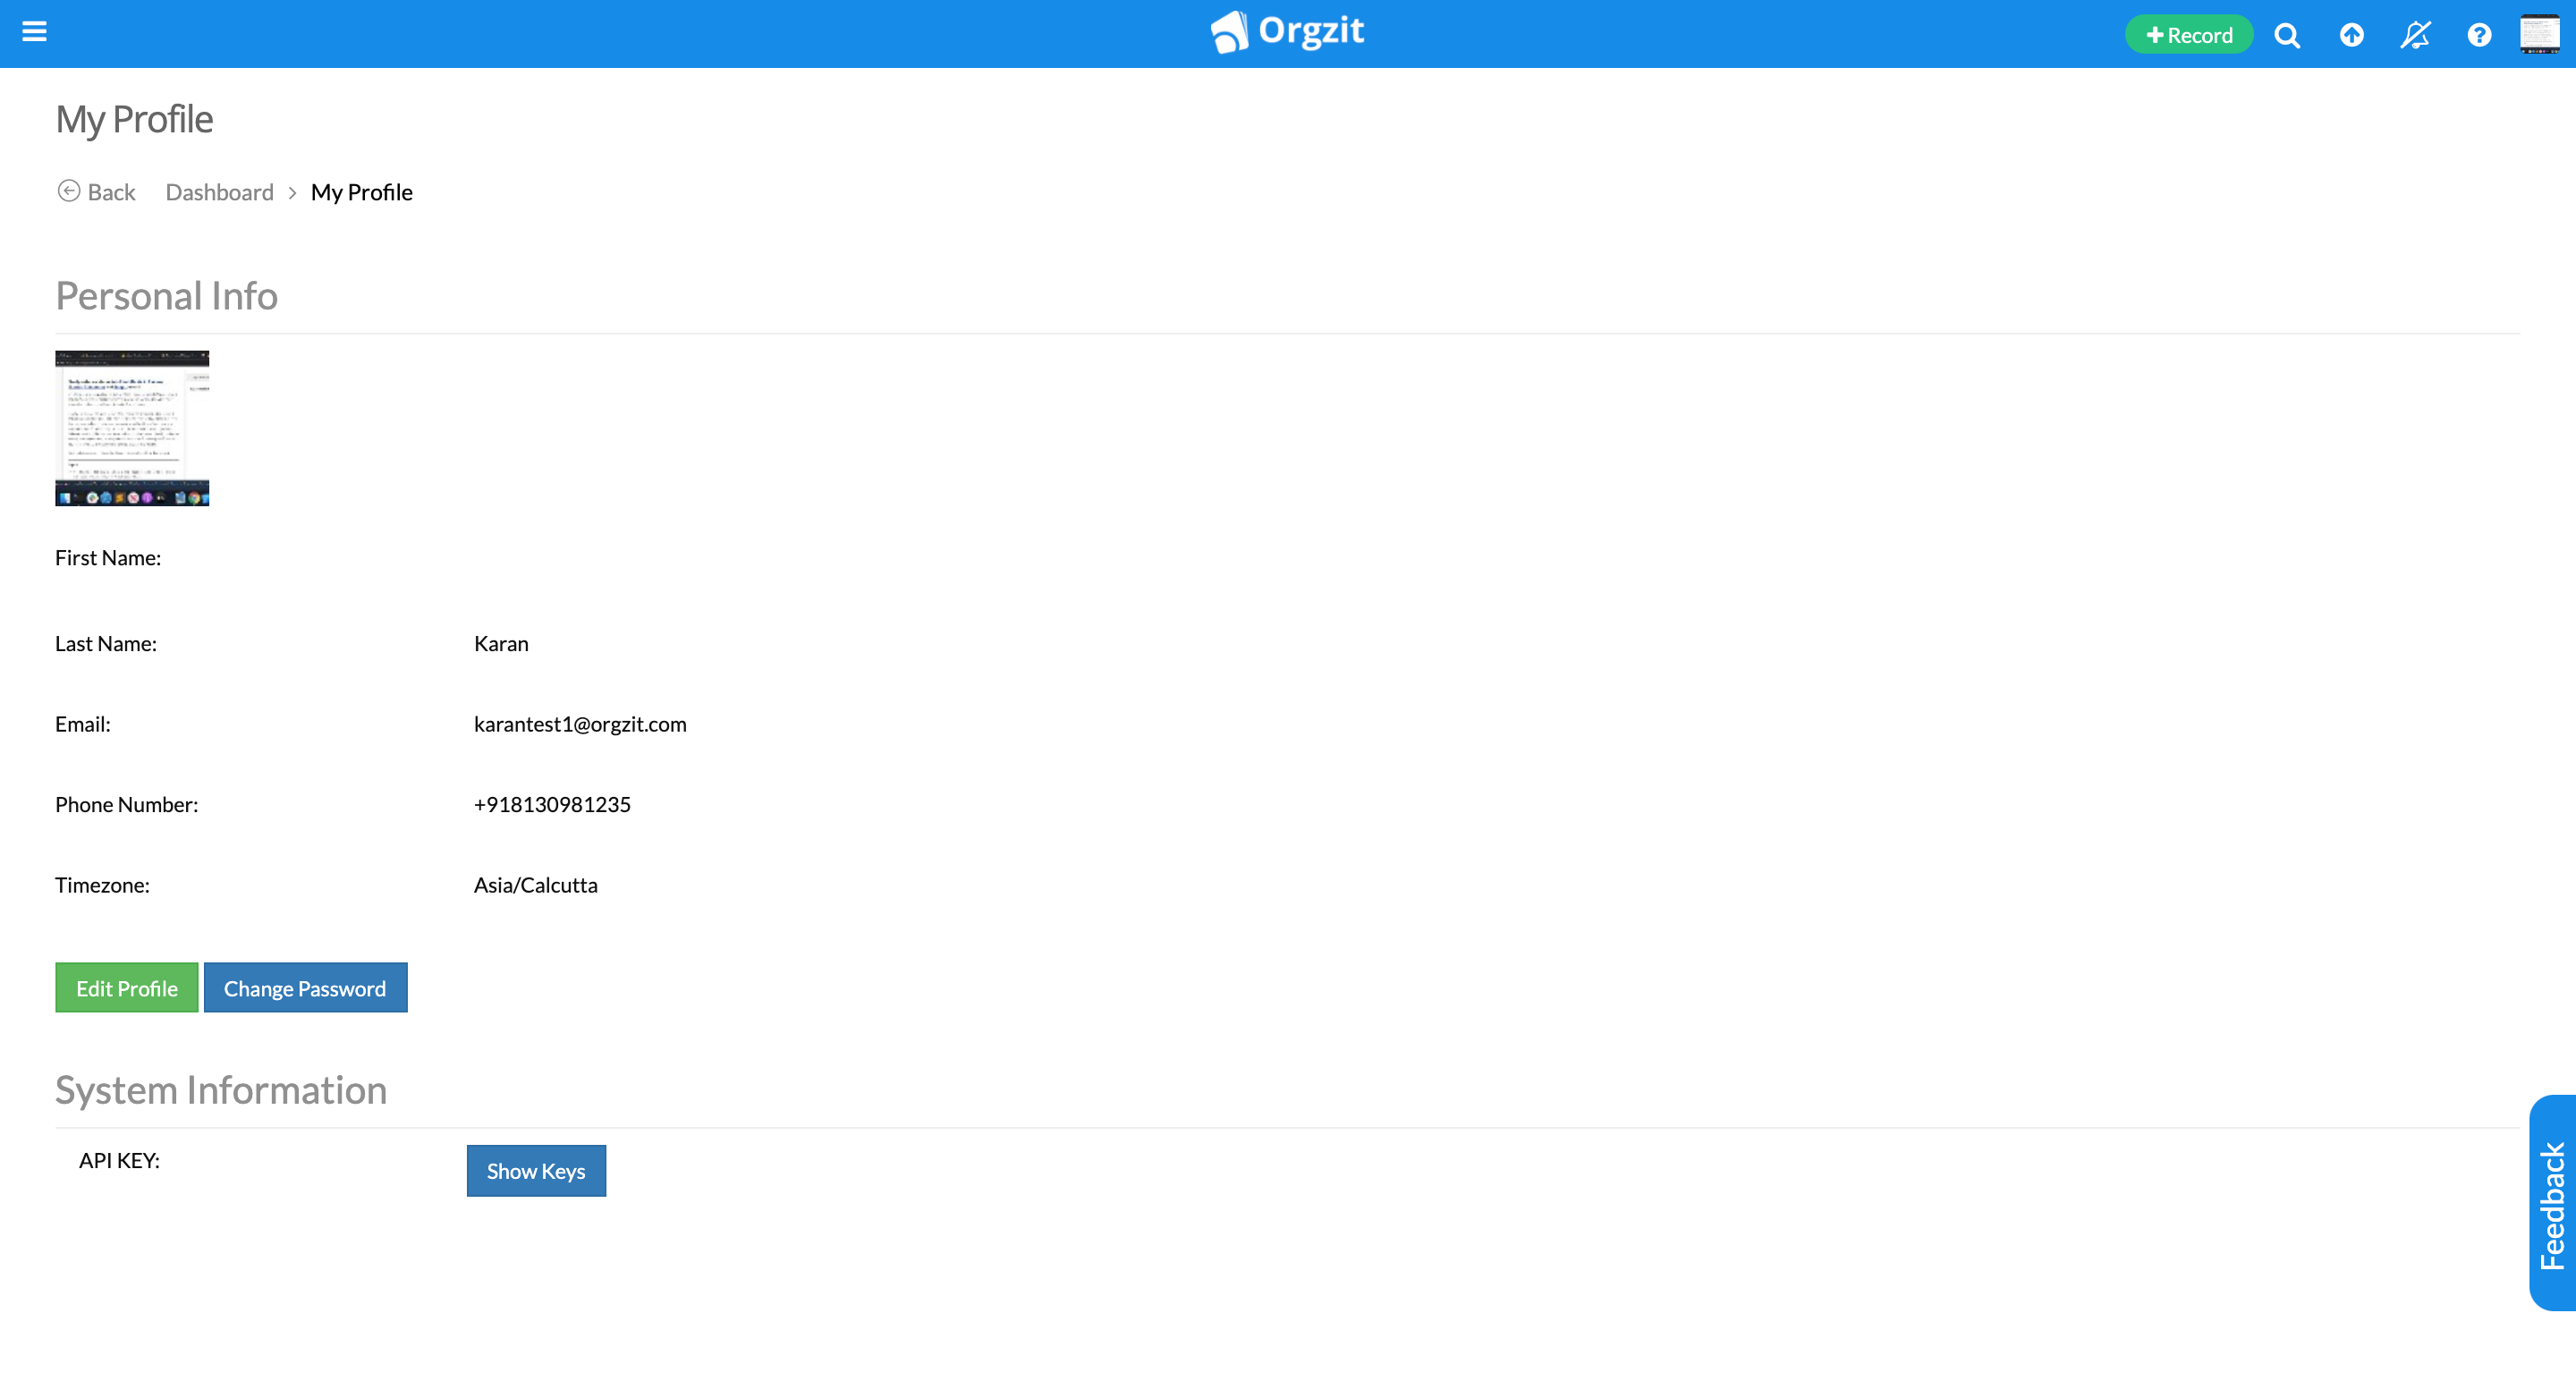 Orgzit
Record
My Profile
Back Dashboard > My Profile
Personal Info
First Name:
Last Name: Karan
Email: karantest1@orgzit.com
Phone Number: +918130981235
Timezone: Asia/Calcutta
Edit Profile Change Password
System Information
API KEY: Show Keys
Feedback